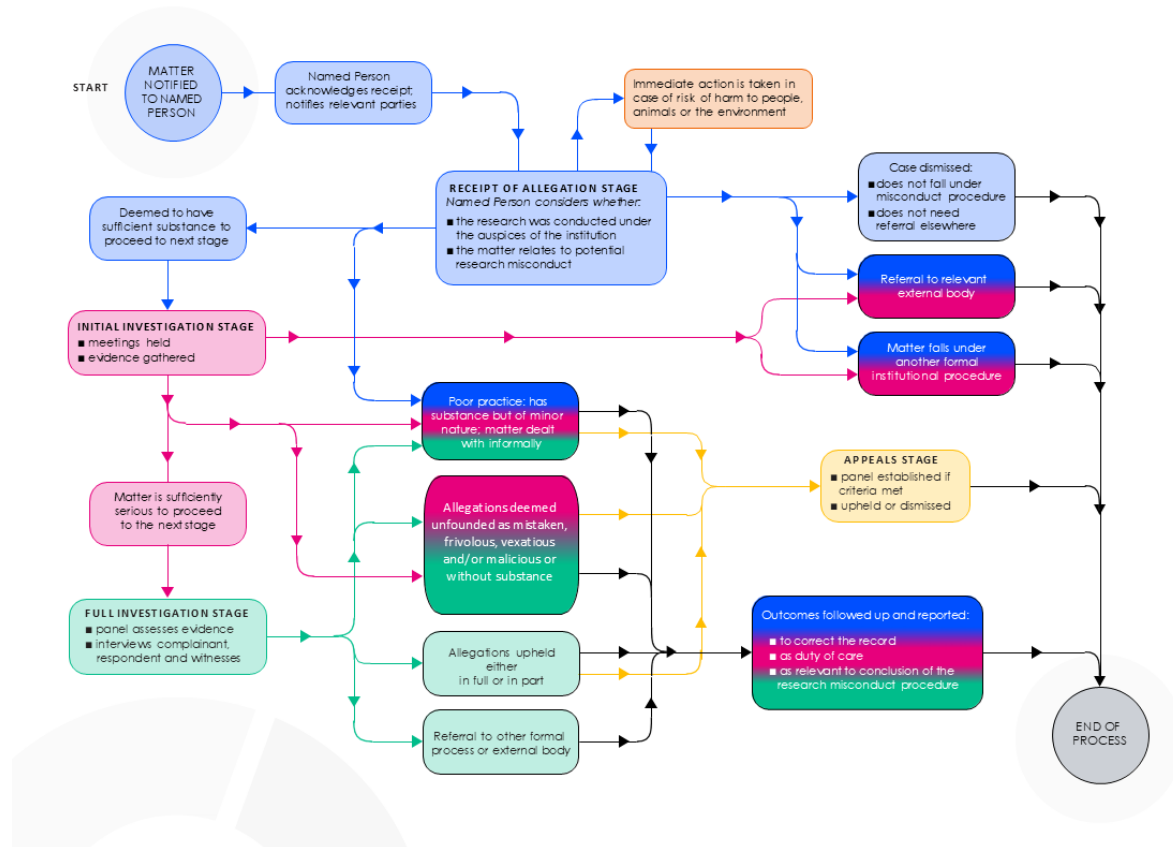 START
MATTER
NOTIFIED
TO NAMED
PERSON
Named Person
acknowledges receipt;
notifies relevant parties
Immediate action is taken in
case of risk of harm to people,
animals or the environment
RECEIPT OF ALLEGATION STAGE
Named Person considers whether:
■ the research was conducted under
the auspices of the institution
■ the matter relates to potential
research misconduct
Case dismissed:
■ does not fall under
misconduct procedure
■ does not need
referral elsewhere
Deemed to have
sufficient substance to
proceed to next stage
Referral to relevant
external body
INITIAL INVESTIGATION STAGE
■ meetings held
■ evidence gathered
Matter falls under
another formal
institutional procedure
Poor practice: has
substance but of minor
nature; matter dealt
with informally
APPEALS STAGE
■ panel established if
criteria met
■ upheld or dismissed
Matter is sufficiently
serious to proceed
to the next stage
Allegations deemed
unfounded as mistaken,
frivolous, vexatious
and/or malicious or
without substance
FULL INVESTIGATION STAGE
■ panel assesses evidence
■ interviews complainant,
respondent and witnesses
Outcomes followed up and reported:
■ to correct the record
■ as duty of care
■ as relevant to conclusion of the
research misconduct procedure
Allegations upheld
either
in full or in part
Referral to other formal
process or external body
END OF
PROCESS